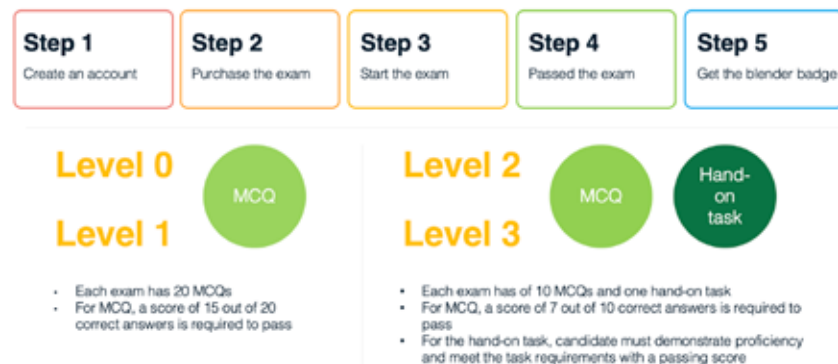 Step 1
Create an account
Step 2
Purchase the exam
Step 3
Start the exam
Step 4
Passed the exam
Step 5
Get the blender badge
Level 0
Level 1
MCQ
• Each exam has 20 MCQs
• For MCQ, a score of 15 out of 20
correct answers is required to pass
Level 2
Level 3
MCQ
Hand-
on
task
• Each exam has of 10 MCQs and one hand-on task
• For MCQ, a score of 7 out of 10 correct answers is required to
pass
• For the hand-on task, candidate must demonstrate proficiency
and meet the task requirements with a passing score